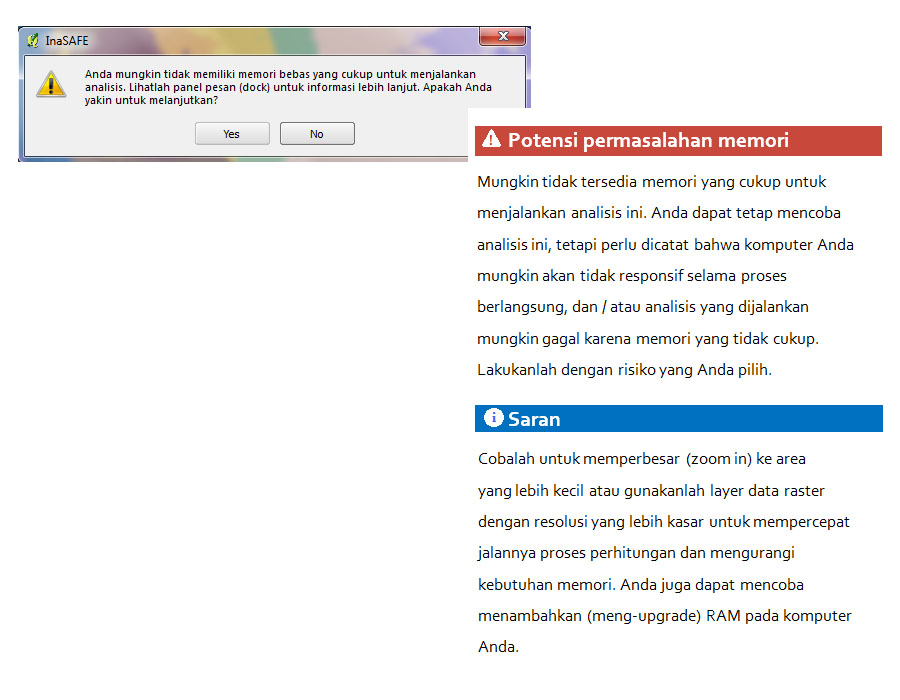 InaSAFE
Anda mungkin tidak memiliki memori bebas yang cukup untuk menjalankan
analisis. Lihatlah panel pesan (dock) untuk informasi lebih lanjut. Apakah Anda
yakin untuk melanjutkan?
Yes
No
Potensi permasalahan memori
Mungkin tidak tersedia memori yang cukup untuk
menjalankan analisis ini. Anda dapat tetap mencoba
analisis ini, tetapi perlu dicatat bahwa komputer Anda
mungkin akan tidak responsif selama proses
berlangsung, dan / atau analisis yang dijalankan
mungkin gagal karena memori yang tidak cukup.
Lakukanlah dengan risiko yang Anda pilih.
Saran
Cobalah untuk memperbesar (zoom in) ke area
yang lebih kecil atau gunakanlah layer data raster
dengan resolusi yang lebih kasar untuk mempercepat
jalannya proses perhitungan dan mengurangi
kebutuhan memori. Anda juga dapat mencoba
menambahkan (meng-upgrade) RAM pada komputer
Anda.